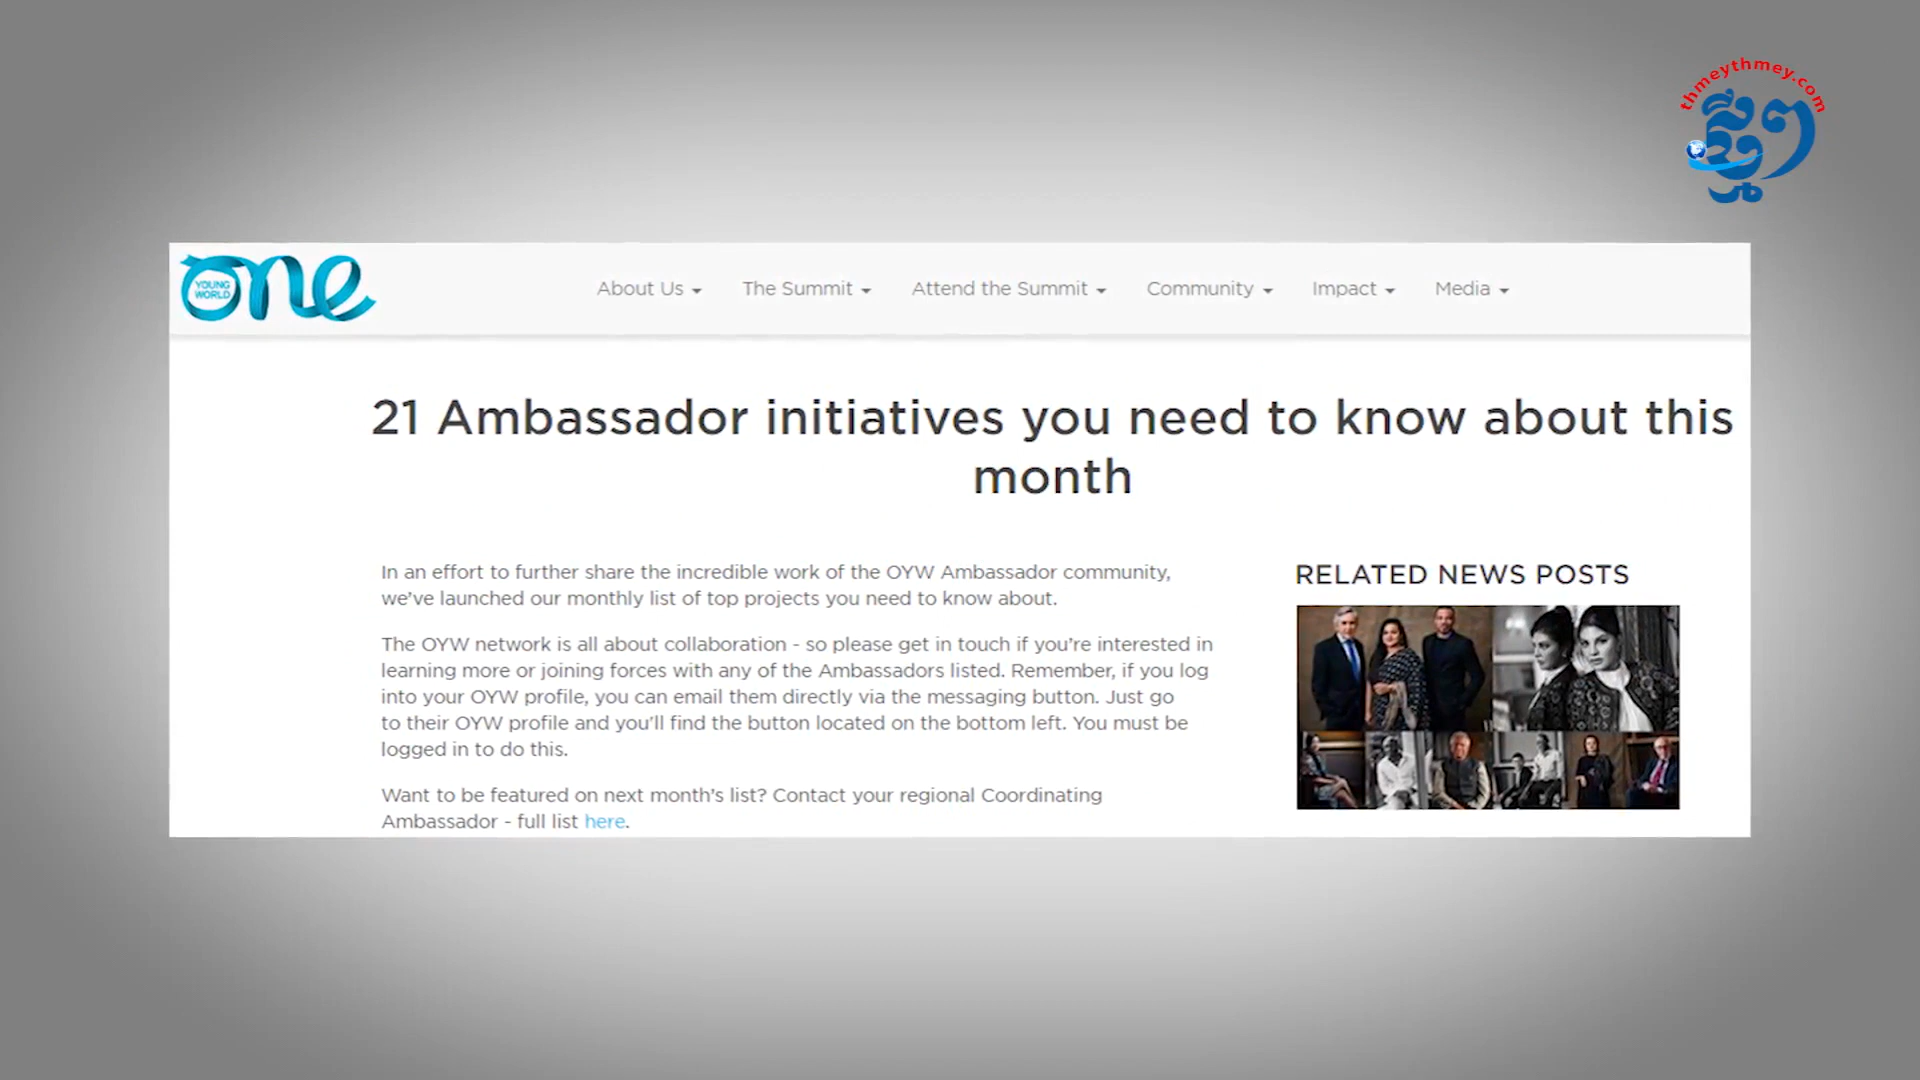 thmeythmey.com
ថ្មីៗ
one
YOUNG
WORLD
About Us
The Summit
Attend the Summit
Community
Impact
Media
21 Ambassador initiatives you need to know about this
month
In an effort to further share the incredible work of the OYW Ambassador community,
we’ve launched our monthly list of top projects you need to know about.
The OYW network is all about collaboration - so please get in touch if you’re interested in
learning more or joining forces with any of the Ambassadors listed. Remember, if you log
into your OYW profile, you can email them directly via the messaging button. Just go
to their OYW profile and you’ll find the button located on the bottom left. You must be
logged in to do this.
Want to be featured on next month’s list? Contact your regional Coordinating
Ambassador - full list here.
RELATED NEWS POSTS